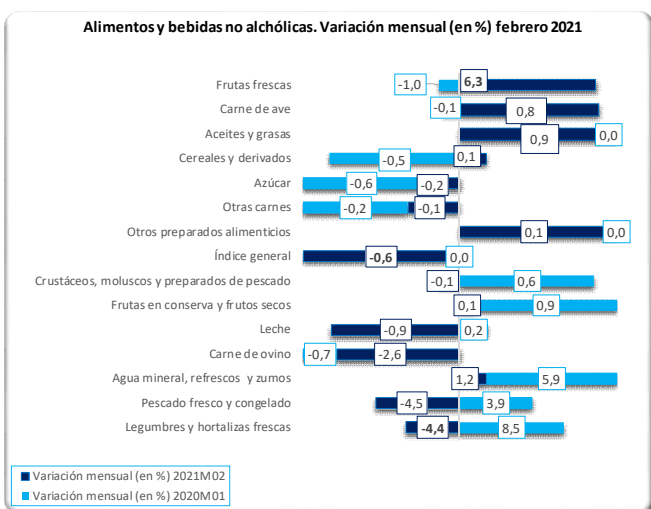 Alimentos y bebidas no alchólicas. Variación mensual (en %) febrero 2021
Frutas frescas -1,0 6,3
Carne de ave -0,1 0,8
Aceites y grasas 0,9 0,0
Cereales y derivados -0,5 0,1
Azúcar -0,6 -0,2
Otras carnes -0,2 -0,1
Otros preparados alimenticios 0,1 0,0
Índice general -0,6 0,0
Crustáceos, moluscos y preparados de pescado -0,1 0,6
Frutas en conserva y frutos secos 0,1 0,9
Leche -0,9 0,2
Carne de ovino -0,7 -2,6
Agua mineral, refrescos y zumos 1,2 5,9
Pescado fresco y congelado -4,5 3,9
Legumbres y hortalizas frescas -4,4 8,5
Variación mensual (en %) 2021M02
Variación mensual (en %) 2020M01